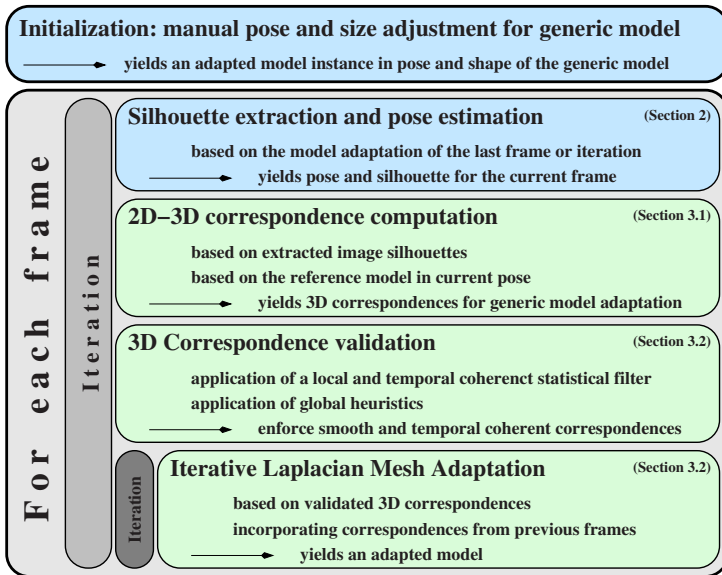 Initialization: manual pose and size adjustment for generic model
yields an adapted model instance in pose and shape of the generic model
For each frame
Iteration
Silhouette extraction and pose estimation (Section 2)
based on the model adaptation of the last frame or iteration
yields pose and silhouette for the current frame
2D−3D correspondence computation (Section 3.1)
based on extracted image silhouettes
based on the reference model in current pose
yields 3D correspondences for generic model adaptation
3D Correspondence validation (Section 3.2)
application of a local and temporal coherenct statistical filter
application of global heuristics
enforce smooth and temporal coherent correspondences
Iteration
Iterative Laplacian Mesh Adaptation (Section 3.2)
based on validated 3D correspondences
incorporating correspondences from previous frames
yields an adapted model